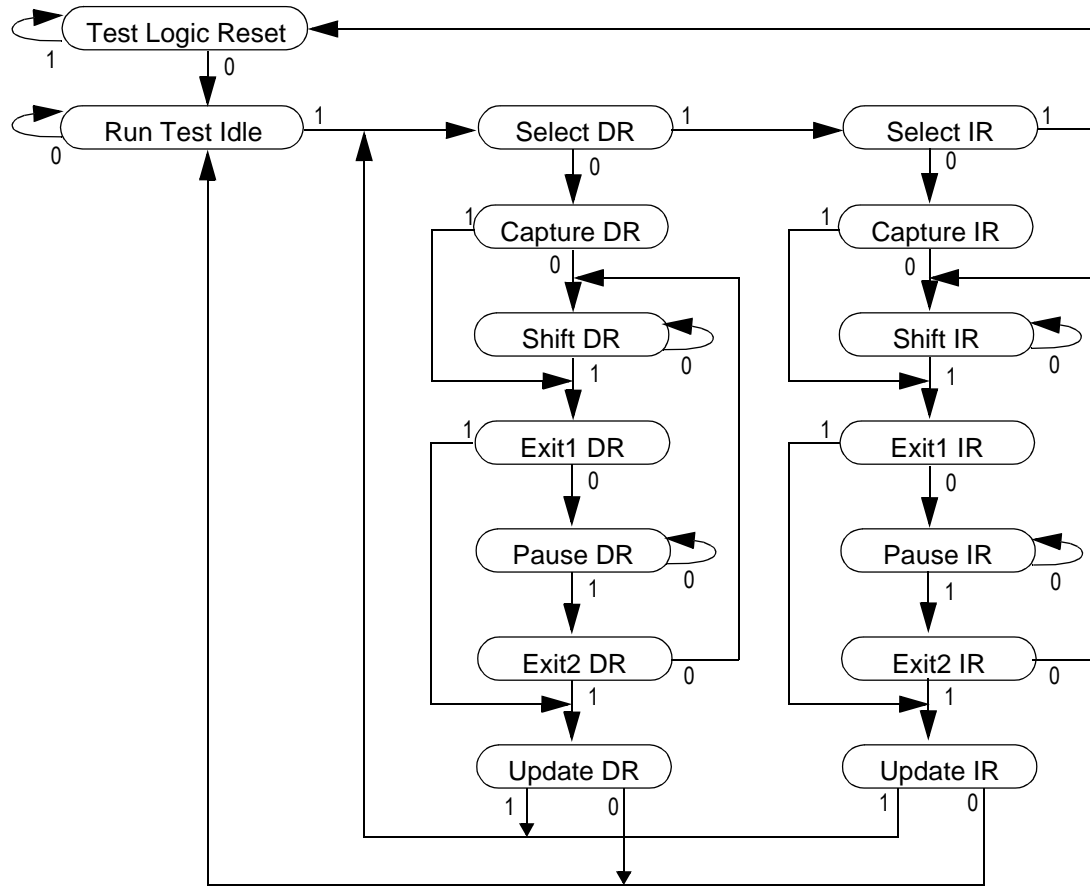 Test Logic Reset
1
0
Run Test Idle
0
1
Select DR
1
0
Select IR
1
0
1
Capture DR
0
1
Capture IR
0
Shift DR
0
1
Shift IR
0
1
1
Exit1 DR
0
1
Exit1 IR
0
Pause DR
0
1
Pause IR
0
1
Exit2 DR
0
1
Exit2 IR
0
1
Update DR
1
0
Update IR
1
0